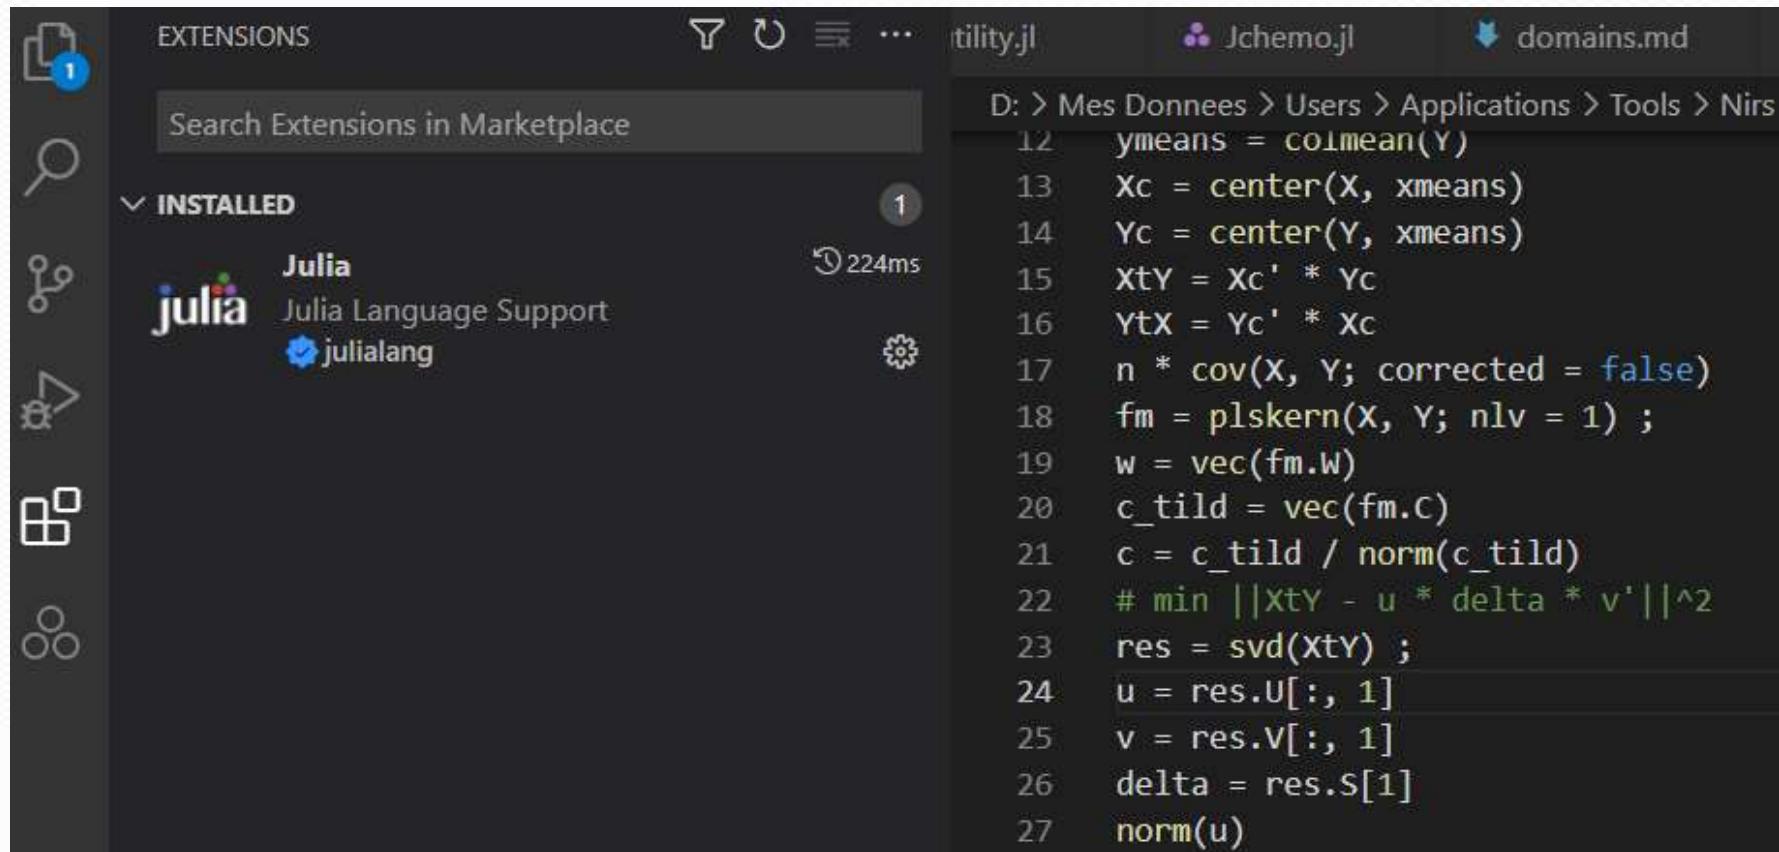 EXTENSIONS
1
Search Extensions in Marketplace
INSTALLED
1
julia
Julia
224ms
Julia Language Support
julialang
tility.jl
Jchemo.jl
domains.md
D: > Mes Donnees > Users > Applications > Tools > Nirs
12 ymeans = colmean(Y)
13 Xc = center(X, xmeans)
14 Yc = center(Y, xmeans)
15 XtY = Xc' * Yc
16 YtX = Yc' * Xc
17 n * cov(X, Y; corrected = false)
18 fm = plskern(X, Y; nlv = 1) ;
19 w = vec(fm.W)
20 c_tild = vec(fm.C)
21 c = c_tild / norm(c_tild)
22 # min ||XtY - u * delta * v'||^2
23 res = svd(XtY) ;
24 u = res.U[:, 1]
25 v = res.V[:, 1]
26 delta = res.S[1]
27 norm(u)